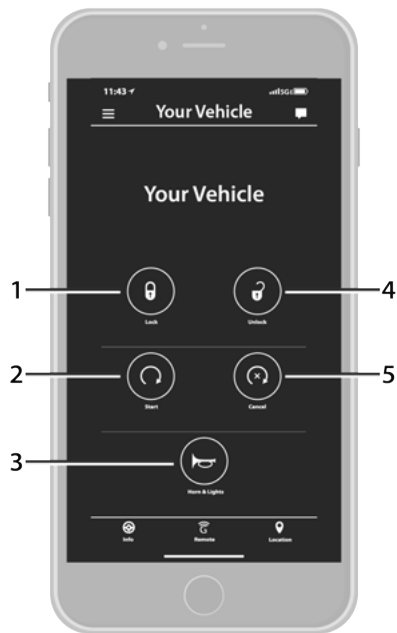 11:43 5GE
Your Vehicle
Your Vehicle
1 4
Lock Unlock
2 5
Start Cancel
3
Horn & Lights
Info Remote Location